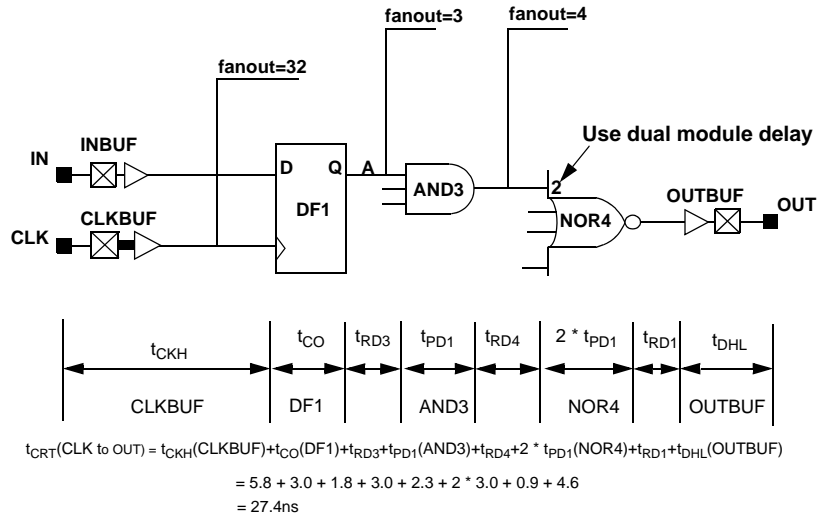 fanout=3
fanout=4
fanout=32
Use dual module delay
IN
INBUF
D
Q
A
AND3
2
OUTBUF
OUT
DF1
NOR4
CLK
CLKBUF
tCKH
tCO
tRD3
tPD1
tRD4
2 * tPD1
tRD1
tDHL
CLKBUF
DF1
AND3
NOR4
OUTBUF
tCRT(CLK to OUT) = tCKH(CLKBUF)+tCO(DF1)+tRD3+tPD1(AND3)+tRD4+2 * tPD1(NOR4)+tRD1+tDHL(OUTBUF)
= 5.8 + 3.0 + 1.8 + 3.0 + 2.3 + 2 * 3.0 + 0.9 + 4.6
= 27.4ns